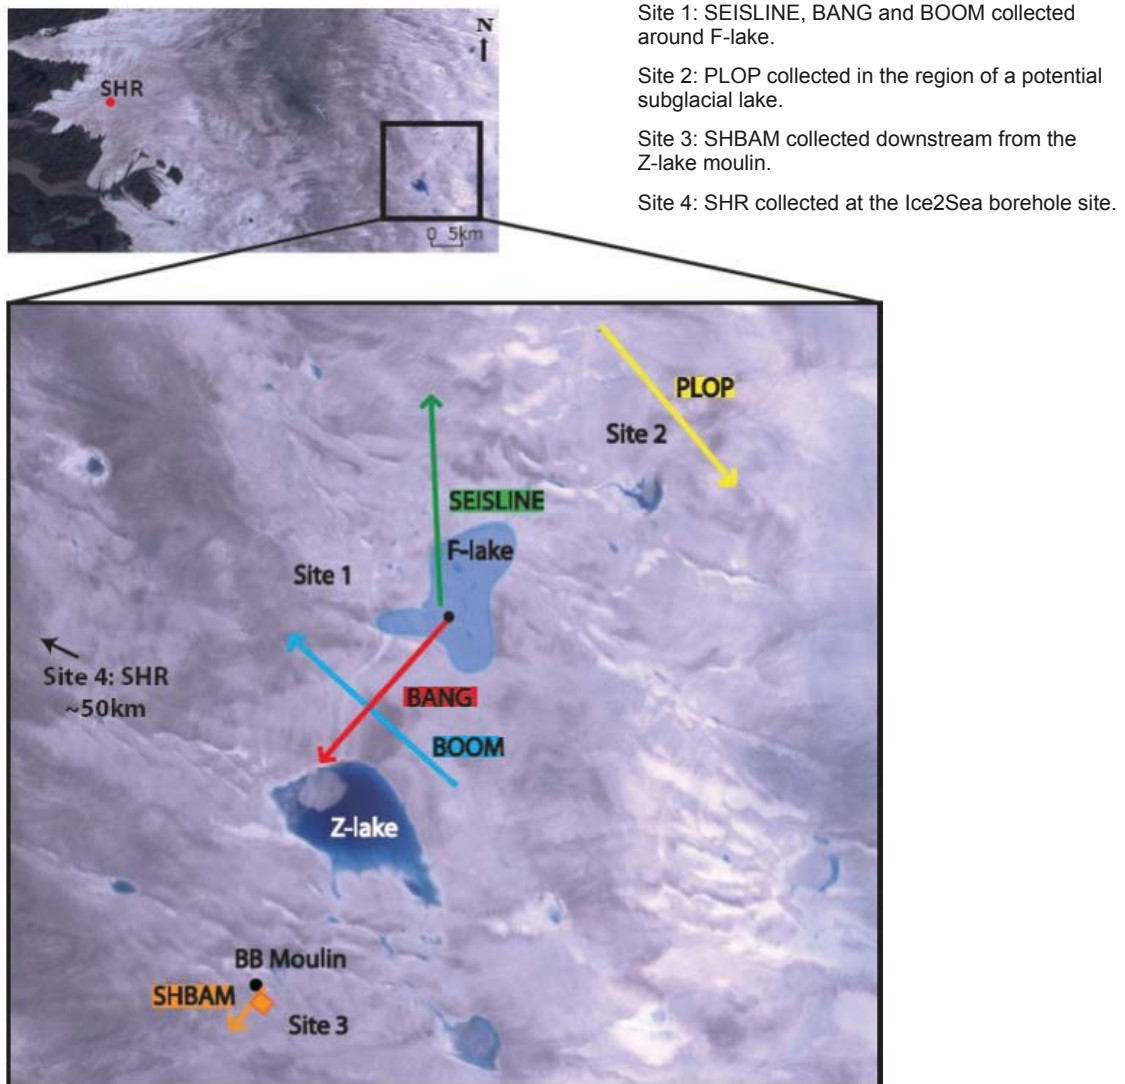 N
SHR
0 5km
Site 1: SEISLINE, BANG and BOOM collected
around F-lake.
Site 2: PLOP collected in the region of a potential
subglacial lake.
Site 3: SHBAM collected downstream from the
Z-lake moulin.
Site 4: SHR collected at the Ice2Sea borehole site.
PLOP
Site 2
SEISLINE
F-lake
Site 1
Site 4: SHR
~50km
BANG
BOOM
Z-lake
BB Moulin
SHBAM
Site 3